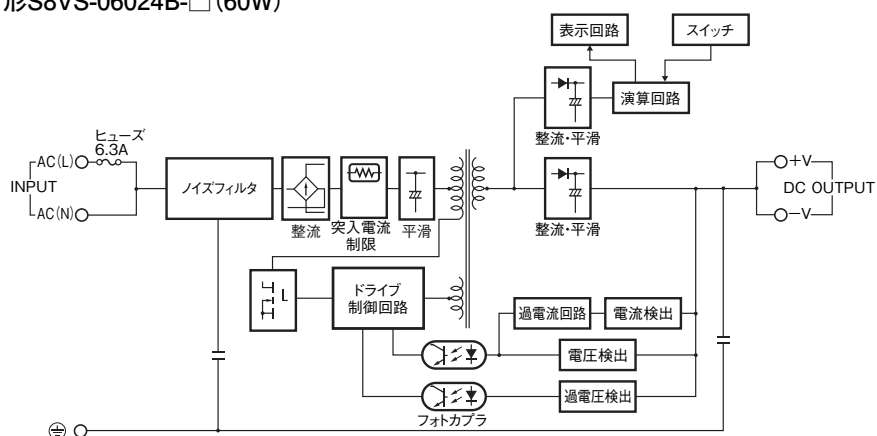 形S8VS-06024B-□(60W)
表示回路
スイッチ
演算回路
整流・平滑
ヒューズ
6.3A
AC(L)
INPUT
AC(N)
ノイズフィルタ
整流
突入電流
制限
平滑
整流・平滑
+V
DC OUTPUT
−V
ドライブ
制御回路
過電流回路
電流検出
電圧検出
過電圧検出
フォトカプラ